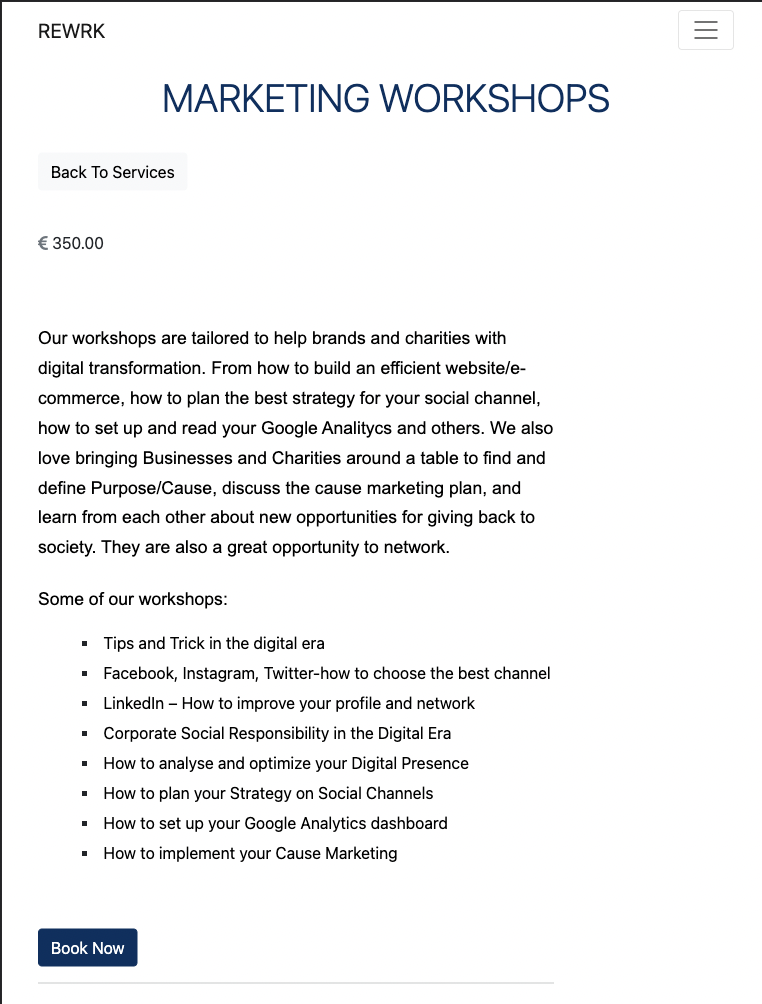 REWRK
MARKETING WORKSHOPS
Back To Services
€ 350.00
Our workshops are tailored to help brands and charities with
digital transformation. From how to build an efficient website/e-
commerce, how to plan the best strategy for your social channel,
how to set up and read your Google Analitycs and others. We also
love bringing Businesses and Charities around a table to find and
define Purpose/Cause, discuss the cause marketing plan, and
learn from each other about new opportunities for giving back to
society. They are also a great opportunity to network.
Some of our workshops:
▪ Tips and Trick in the digital era
▪ Facebook, Instagram, Twitter-how to choose the best channel
▪ LinkedIn – How to improve your profile and network
▪ Corporate Social Responsibility in the Digital Era
▪ How to analyse and optimize your Digital Presence
▪ How to plan your Strategy on Social Channels
▪ How to set up your Google Analytics dashboard
▪ How to implement your Cause Marketing
Book Now